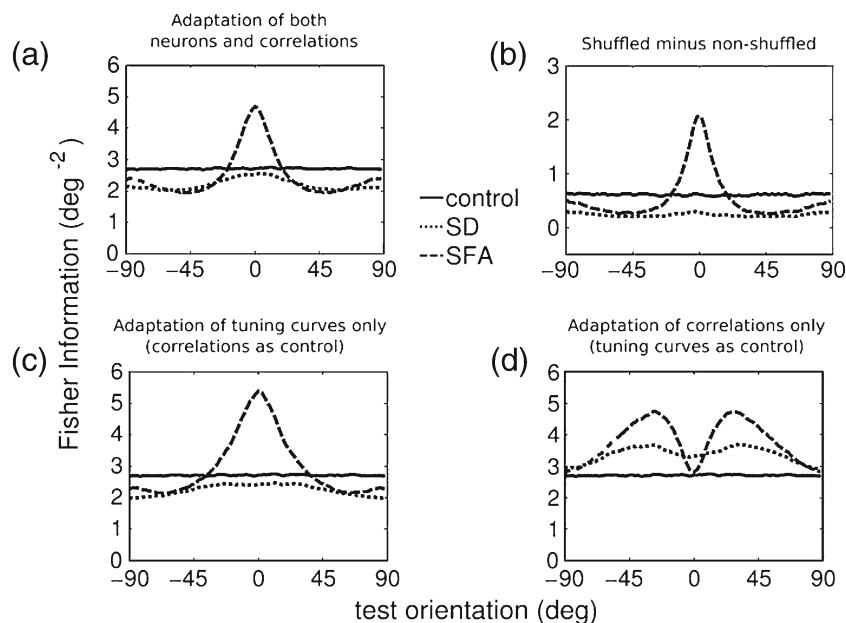 Adaptation of both
neurons and correlations
(a)
6
5
4
3
2
1
0
−90
−45
0
45
90
Shuffled minus non-shuffled
(b)
3
2
1
0
−90
−45
0
45
90
control
SD
SFA
Fisher Information (deg -2)
Adaptation of tuning curves only
(correlations as control)
(c)
6
5
4
3
2
1
0
−90
−45
0
45
90
Adaptation of correlations only
(tuning curves as control)
(d)
6
5
4
3
2
1
0
−90
−45
0
45
90
test orientation (deg)